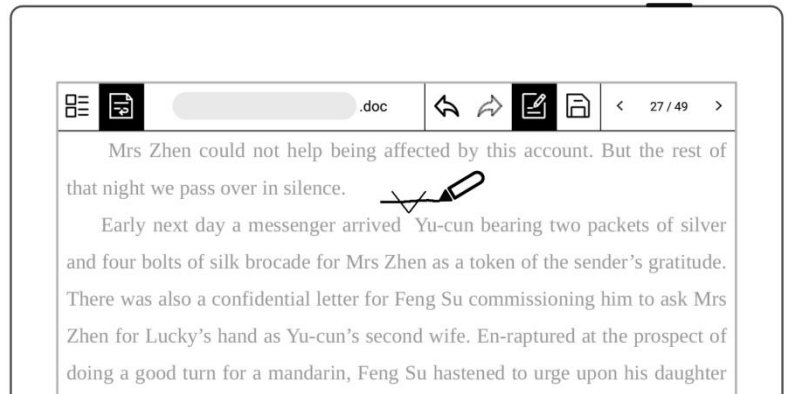 .doc
27 / 49
Mrs Zhen could not help being affected by this account. But the rest of
that night we pass over in silence.
Early next day a messenger arrived Yu-cun bearing two packets of silver
and four bolts of silk brocade for Mrs Zhen as a token of the sender’s gratitude.
There was also a confidential letter for Feng Su commissioning him to ask Mrs
Zhen for Lucky’s hand as Yu-cun’s second wife. En-raptured at the prospect of
doing a good turn for a mandarin, Feng Su hastened to urge upon his daughter